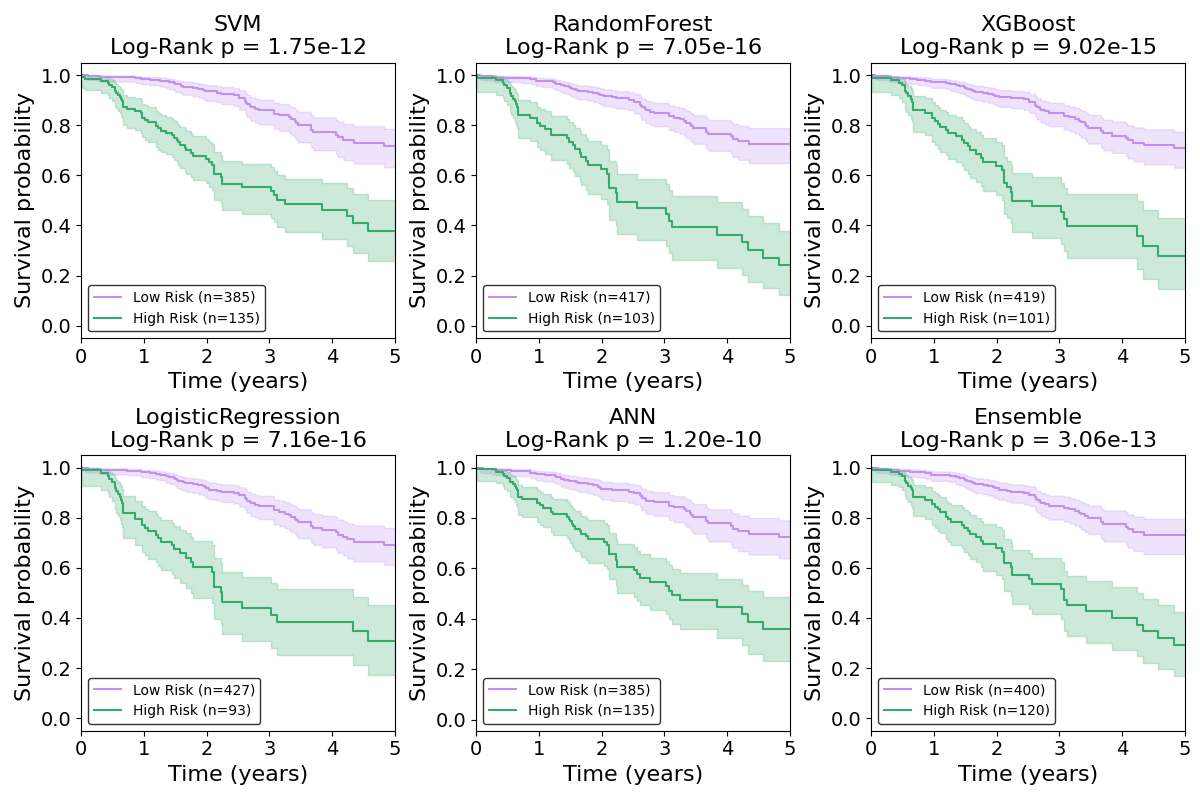 SVM
Log-Rank p = 1.75e-12
Survival probability
1.0
0.8
0.6
0.4
0.2
0.0
Low Risk (n=385)
High Risk (n=135)
0 1 2 3 4 5
Time (years)
RandomForest
Log-Rank p = 7.05e-16
Survival probability
1.0
0.8
0.6
0.4
0.2
0.0
Low Risk (n=417)
High Risk (n=103)
0 1 2 3 4 5
Time (years)
XGBoost
Log-Rank p = 9.02e-15
Survival probability
1.0
0.8
0.6
0.4
0.2
0.0
Low Risk (n=419)
High Risk (n=101)
0 1 2 3 4 5
Time (years)
LogisticRegression
Log-Rank p = 7.16e-16
Survival probability
1.0
0.8
0.6
0.4
0.2
0.0
Low Risk (n=427)
High Risk (n=93)
0 1 2 3 4 5
Time (years)
ANN
Log-Rank p = 1.20e-10
Survival probability
1.0
0.8
0.6
0.4
0.2
0.0
Low Risk (n=385)
High Risk (n=135)
0 1 2 3 4 5
Time (years)
Ensemble
Log-Rank p = 3.06e-13
Survival probability
1.0
0.8
0.6
0.4
0.2
0.0
Low Risk (n=400)
High Risk (n=120)
0 1 2 3 4 5
Time (years)